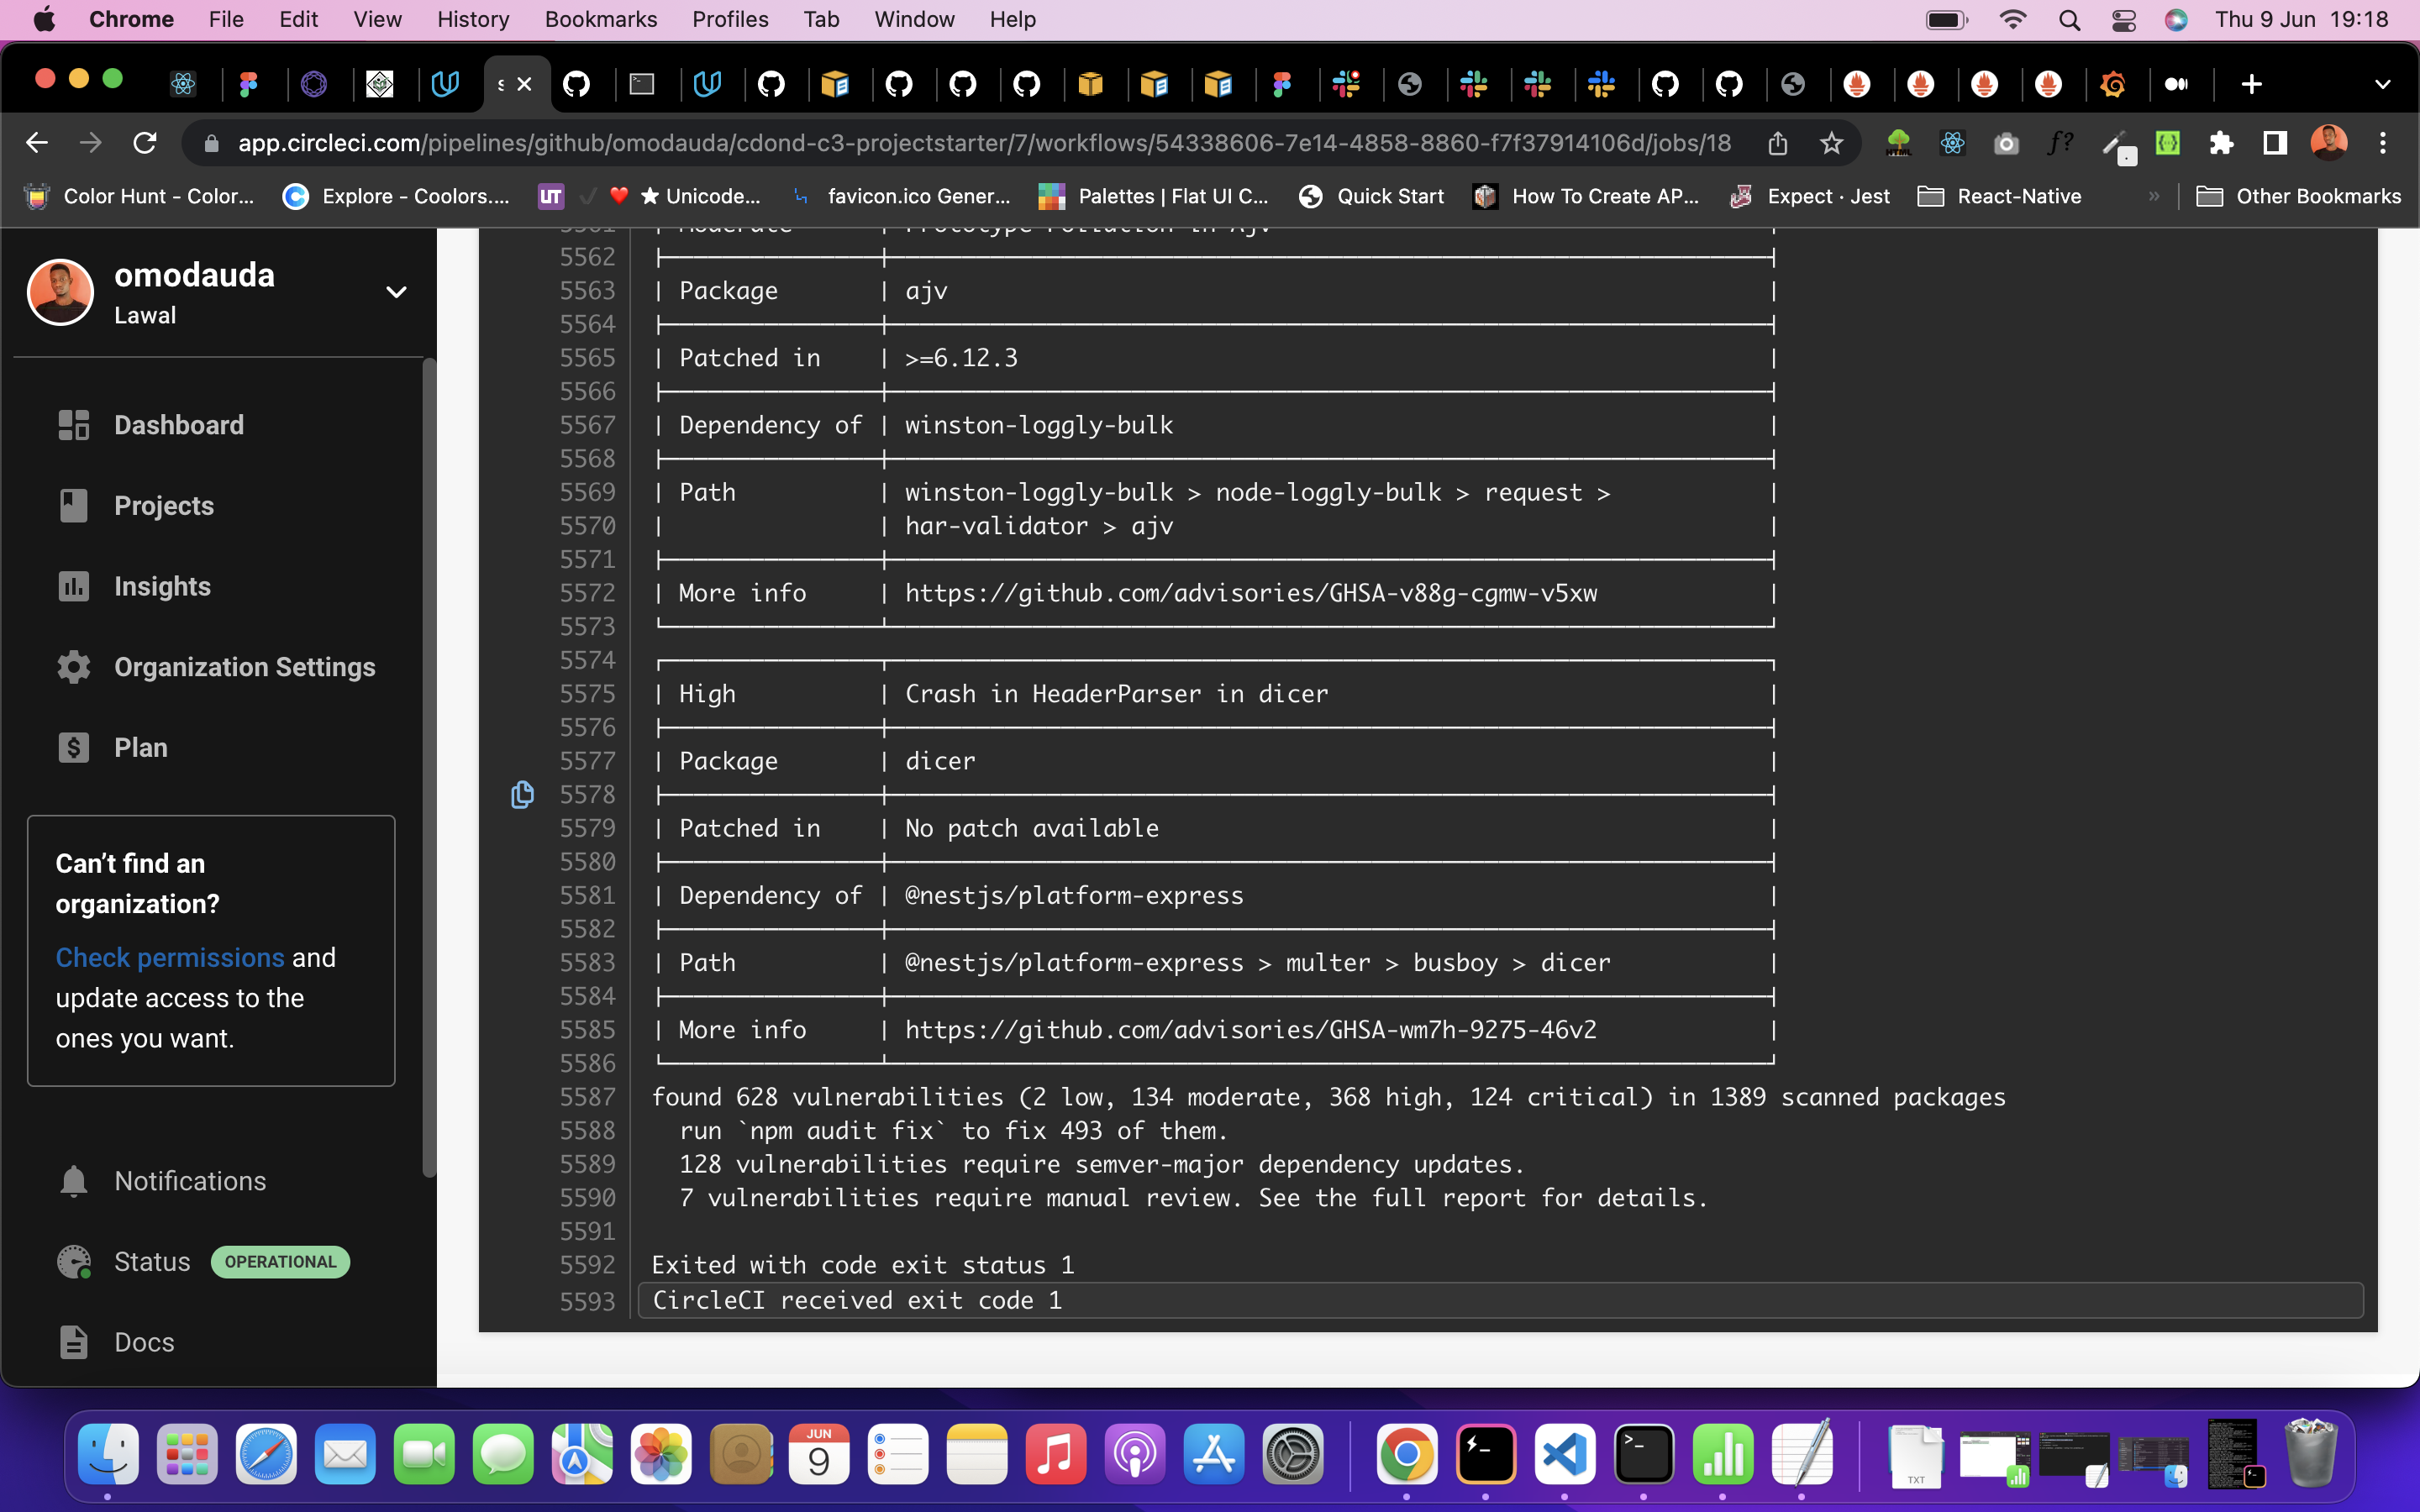 Chrome File Edit View History Bookmarks Profiles Tab Window Help Thu 9 Jun 19:18
app.circleci.com/pipelines/github/omodauda/cdond-c3-projectstarter/7/workflows/54338606-7e14-4858-8860-f7f37914106d/jobs/18
Color Hunt - Color... Explore - Coolors.... ★ Unicode... favicon.ico Gener... Palettes | Flat UI C... Quick Start How To Create AP... Expect · Jest React-Native » Other Bookmarks
omodauda
Lawal
Dashboard
Projects
Insights
Organization Settings
Plan
Can't find an
organization?
Check permissions and
update access to the
ones you want.
Notifications
Status OPERATIONAL
Docs
5561 | Moderate | Prototype Pollution in Ajv |
5562
5563 | Package | ajv |
5564
5565 | Patched in | >=6.12.3 |
5566
5567 | Dependency of | winston-loggly-bulk |
5568
5569 | Path | winston-loggly-bulk > node-loggly-bulk > request > |
5570 | | har-validator > ajv |
5571
5572 | More info | https://github.com/advisories/GHSA-v88g-cgmw-v5xw |
5573
5574
5575 | High | Crash in HeaderParser in dicer |
5576
5577 | Package | dicer |
5578
5579 | Patched in | No patch available |
5580
5581 | Dependency of | @nestjs/platform-express |
5582
5583 | Path | @nestjs/platform-express > multer > busboy > dicer |
5584
5585 | More info | https://github.com/advisories/GHSA-wm7h-9275-46v2 |
5586
5587 found 628 vulnerabilities (2 low, 134 moderate, 368 high, 124 critical) in 1389 scanned packages
5588 run `npm audit fix` to fix 493 of them.
5589 128 vulnerabilities require semver-major dependency updates.
5590 7 vulnerabilities require manual review. See the full report for details.
5591
5592 Exited with code exit status 1
5593 CircleCI received exit code 1
JUN
9
TXT